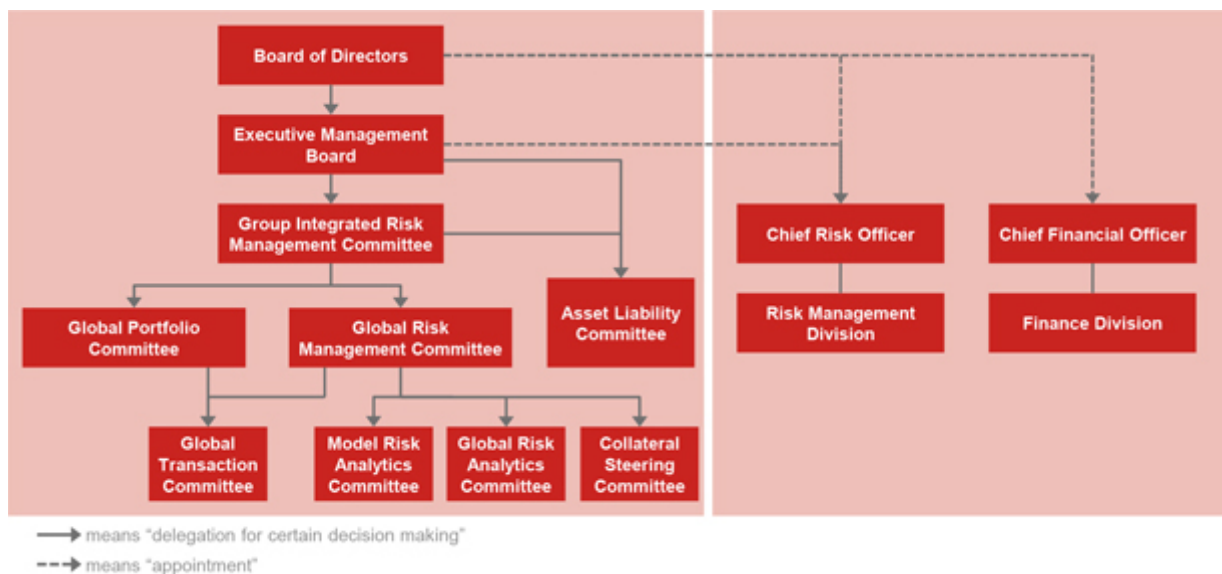 Board of Directors
Executive Management
Board
Group Integrated Risk
Management Committee
Chief Risk Officer
Chief Financial Officer
Global Portfolio
Committee
Global Risk
Management Committee
Asset Liability
Committee
Risk Management
Division
Finance Division
Global
Transaction
Committee
Model Risk
Analytics
Committee
Global Risk
Analytics
Committee
Collateral
Steering
Committee
means “delegation for certain decision making”
means “appointment”